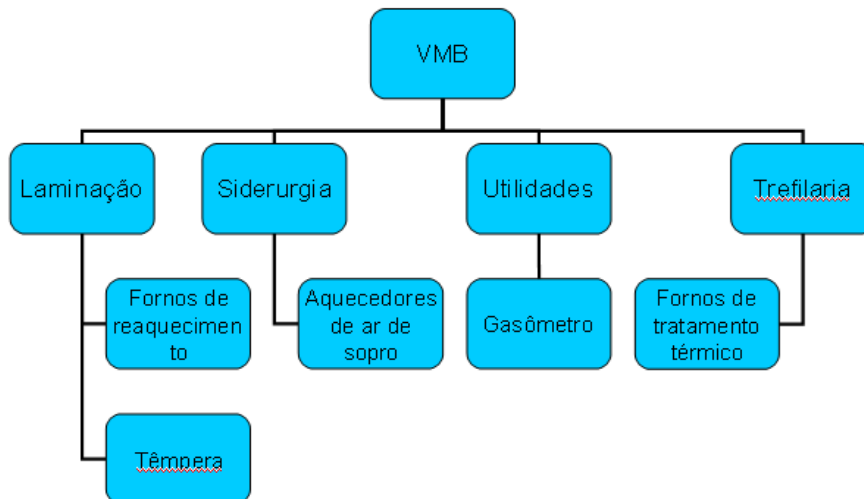 VMB
Laminação
Siderurgia
Utilidades
Trefilaria
Fornos de
reaquecimen
to
Aquecedores
de ar de
sopro
Gasômetro
Fornos de
tratamento
térmico
Têmpera